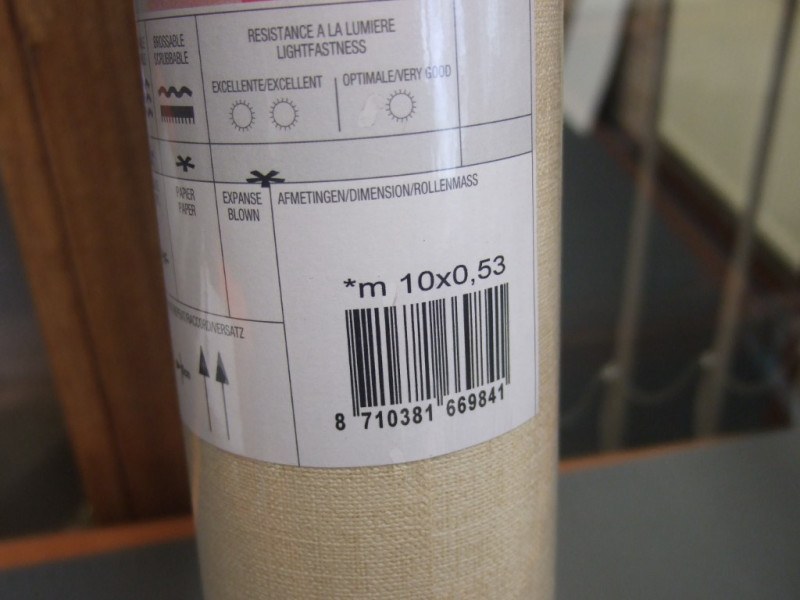 BROSSABLE
SCRUBBABLE
RESISTANCE A LA LUMIERE
LIGHTFASTNESS
EXCELLENTE/EXCELLENT
OPTIMALE/VERY GOOD
PAPIER
PAPER
EXPANSE
BLOWN
AFMETINGEN/DIMENSION/ROLLENMASS
*m 10x0,53
8 710381 669841